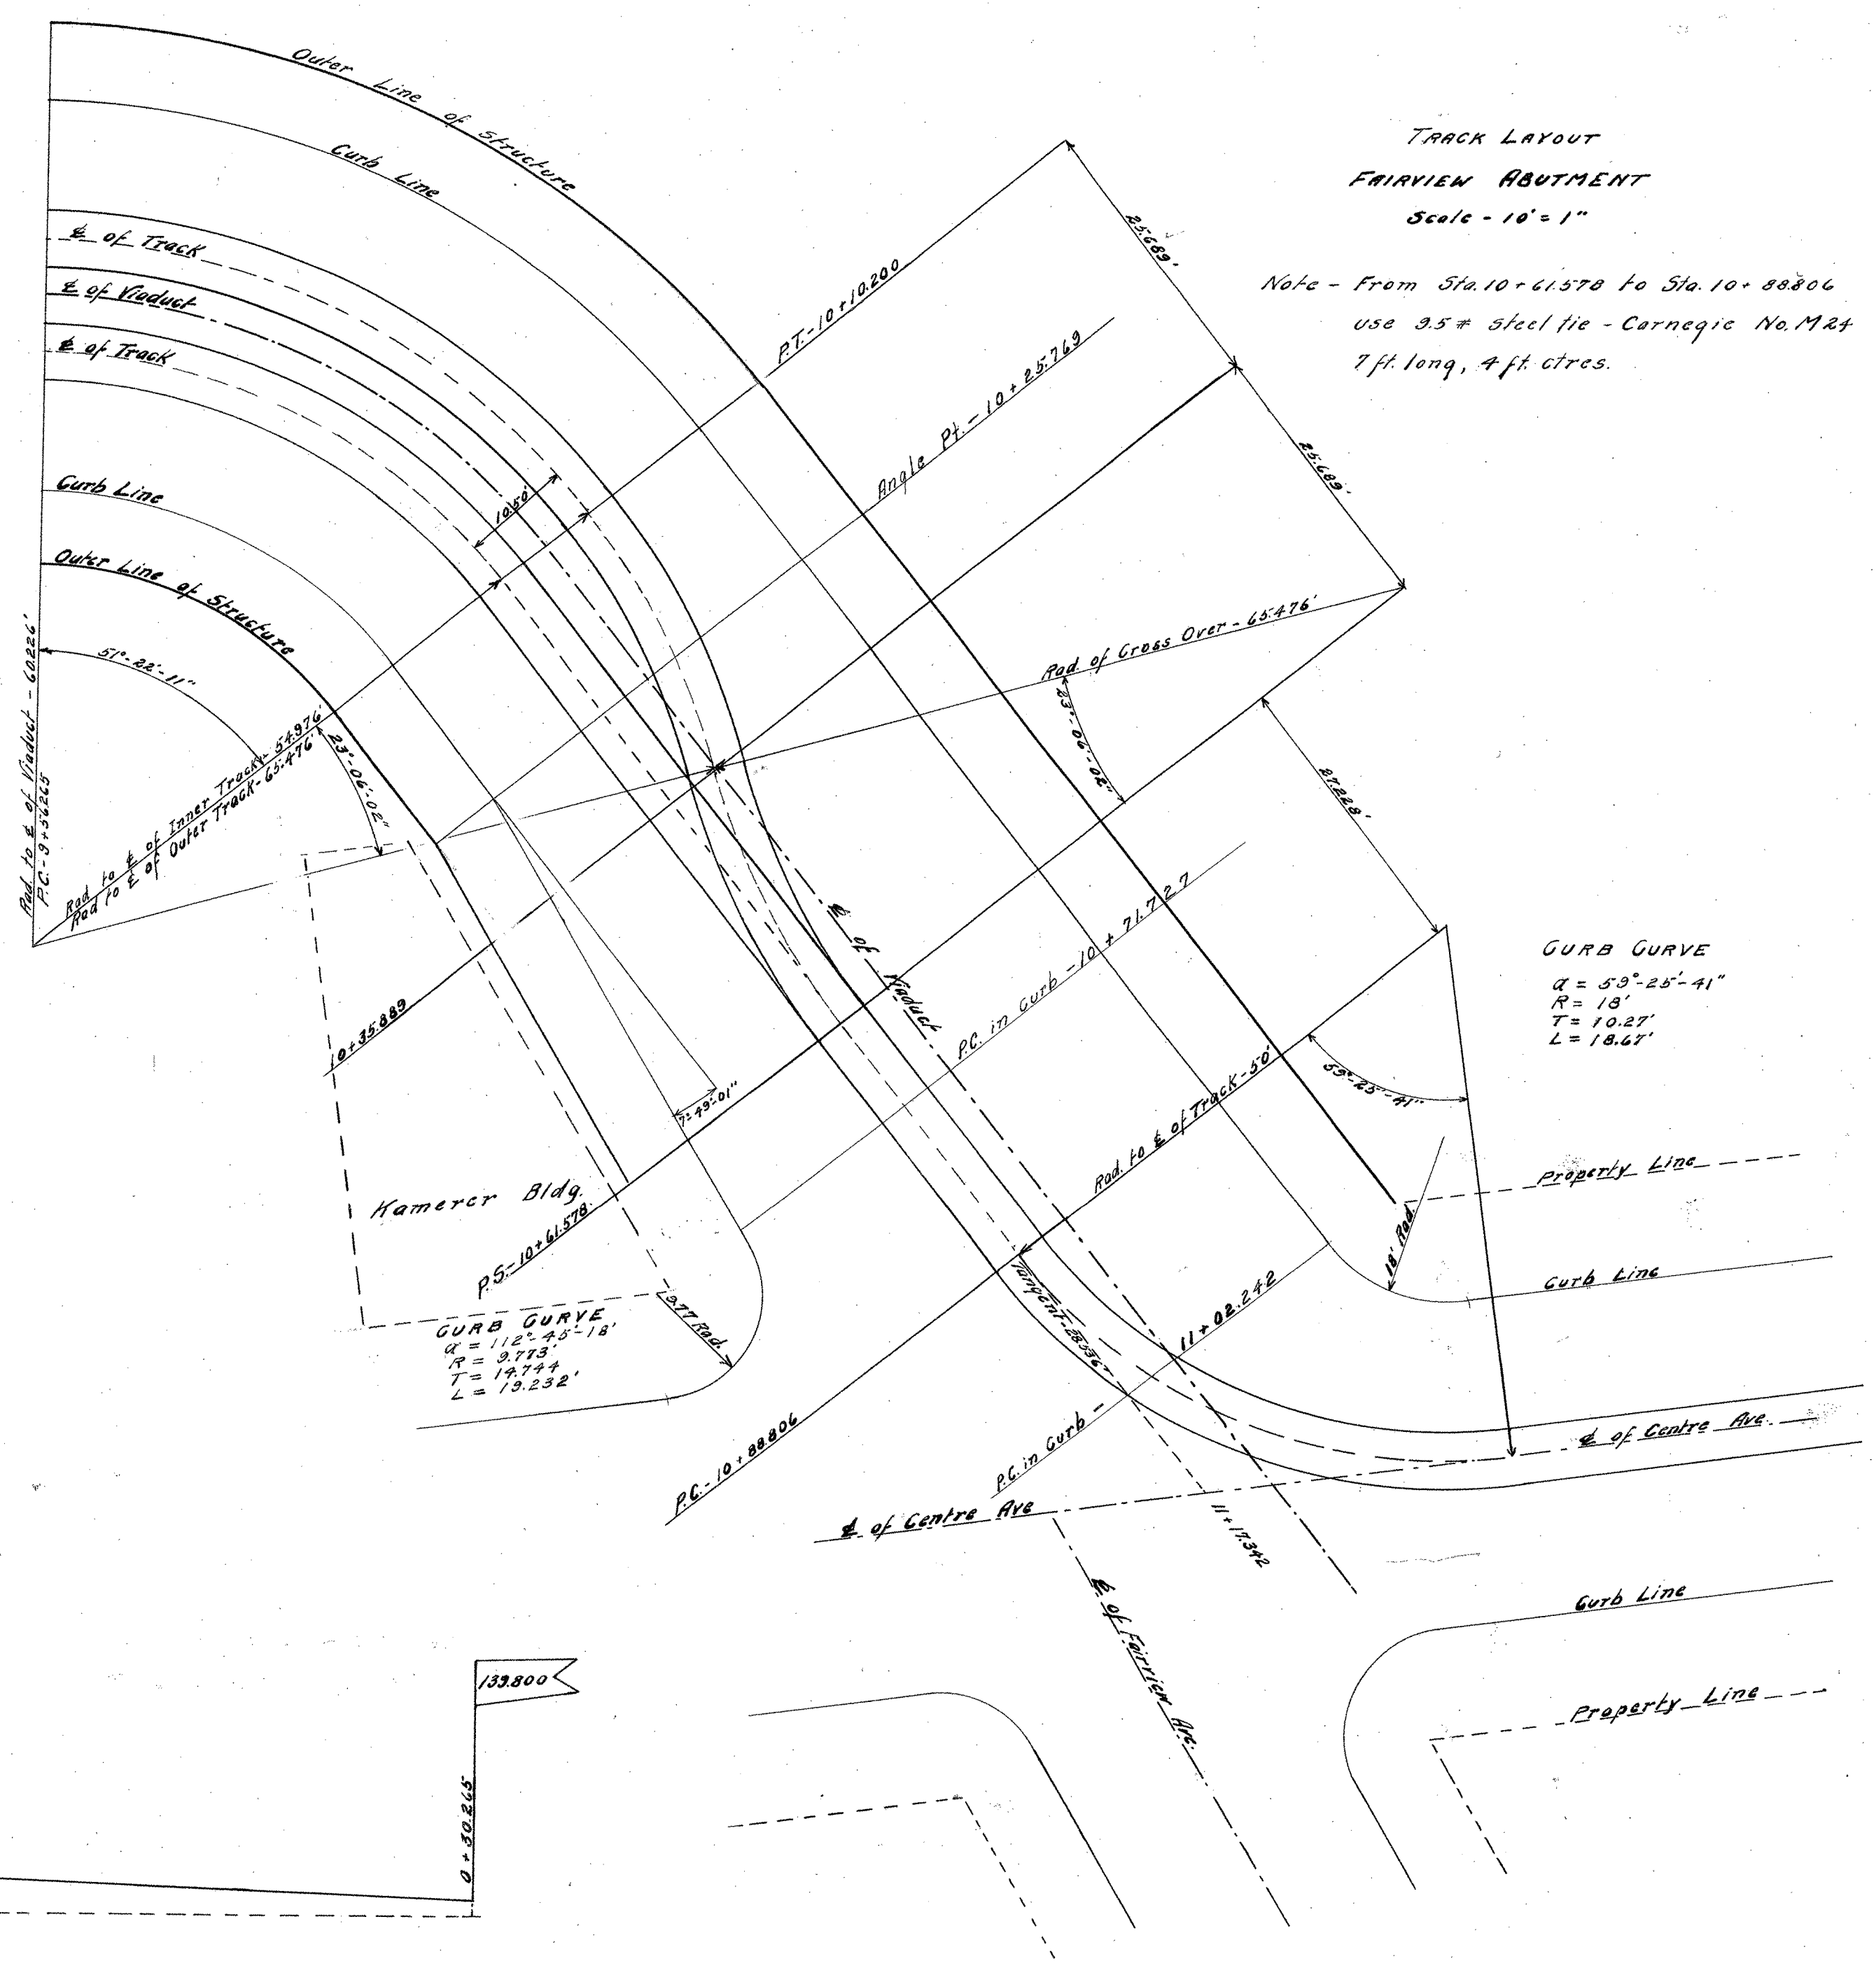 TRACK LAYOUT
FAIRVIEW ABUTMENT
Scale - 10' = 1"
Note - From Sta. 10 + 61.578 to Sta. 10 + 88.806
use 9.5 # steel tie - Carnegie No. M 24
7 ft. long, 4 ft. ctres.
Outer Line of Structure
Curb Line
℄ of Track
℄ of Viaduct
℄ of Track
Curb Line
Outer Line of Structure
Rad. to ℄ of Viaduct - 60.226'
P.C. - 9 + 56.265
51°-22'-11"
Rad to ℄ of Inner Track - 54.976'
Rad to ℄ of Outer Track - 65.476'
23°-06'-02"
10.50'
P.T. - 10 + 10.200
Angle Pt. - 10 + 25.769
25.689'
25.689'
Rad. of Cross Over - 65.476'
23°-06'-02"
27.228'
10 + 35.889
℄ of Viaduct
P.C. in Curb - 10 + 71.727
7°-49'-01"
Kamerer Bldg.
P.S. - 10 + 61.578
Rad. to ℄ of Track - 50'
59°-25'-41"
CURB CURVE
α = 59°-25'-41"
R = 18'
T = 10.27'
L = 18.67'
Property Line
18' Rad.
Curb Line
CURB CURVE
α = 112°-45'-18'
R = 9.773'
T = 14.744
L = 19.232'
9.77 Rad.
Tangent - 28.536'
P.C. in Curb - 11 + 02.242
P.C. - 10 + 88.806
℄ of Centre Ave.
℄ of Centre Ave
11 + 17.342
℄ of Fairview Ave.
Curb Line
Property Line
139.800
0 + 30.265